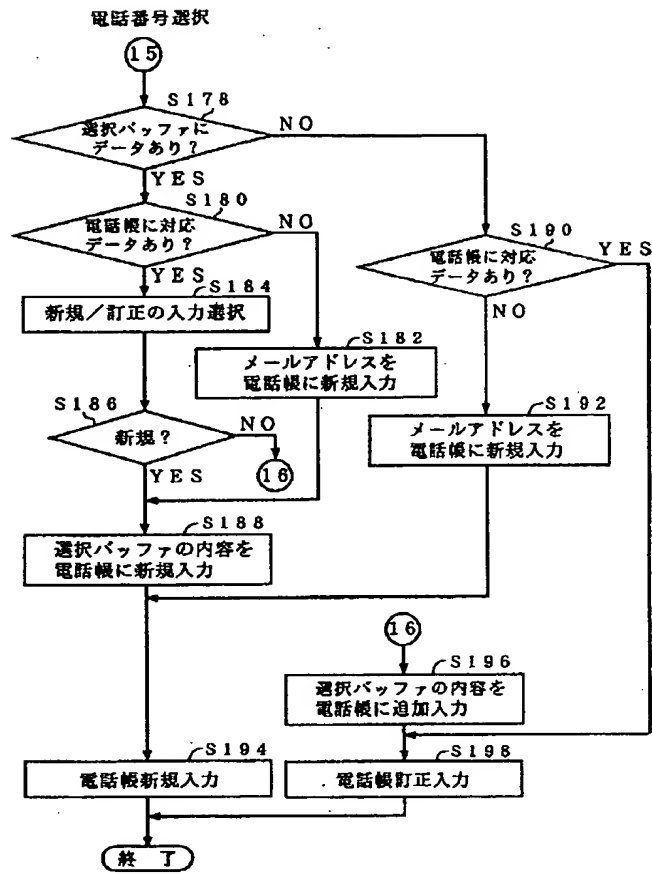 電話番号選択
15
S178
選択バッファに
データあり?
NO
YES
S180
電話帳に対応
データあり?
NO
YES
S190
電話帳に対応
データあり?
YES
NO
S184
新規/訂正の入力選択
S182
メールアドレスを
電話帳に新規入力
S186
新規?
NO
16
YES
S192
メールアドレスを
電話帳に新規入力
S188
選択バッファの内容を
電話帳に新規入力
16
S196
選択バッファの内容を
電話帳に追加入力
S194
電話帳新規入力
S198
電話帳訂正入力
終 了